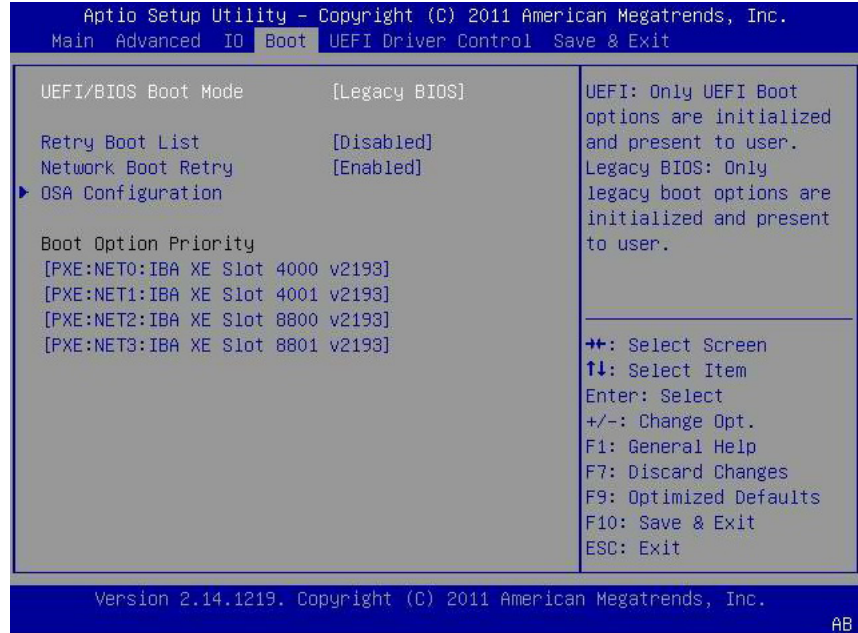 Aptio Setup Utility – Copyright (C) 2011 American Megatrends, Inc.
Main Advanced IO Boot UEFI Driver Control Save & Exit
UEFI/BIOS Boot Mode [Legacy BIOS]
Retry Boot List [Disabled]
Network Boot Retry [Enabled]
OSA Configuration
Boot Option Priority
[PXE:NET0:IBA XE Slot 4000 v2193]
[PXE:NET1:IBA XE Slot 4001 v2193]
[PXE:NET2:IBA XE Slot 8800 v2193]
[PXE:NET3:IBA XE Slot 8801 v2193]
UEFI: Only UEFI Boot
options are initialized
and present to user.
Legacy BIOS: Only
legacy boot options are
initialized and present
to user.
→←: Select Screen
↑↓: Select Item
Enter: Select
+/-: Change Opt.
F1: General Help
F7: Discard Changes
F9: Optimized Defaults
F10: Save & Exit
ESC: Exit
Version 2.14.1219. Copyright (C) 2011 American Megatrends, Inc.
AB